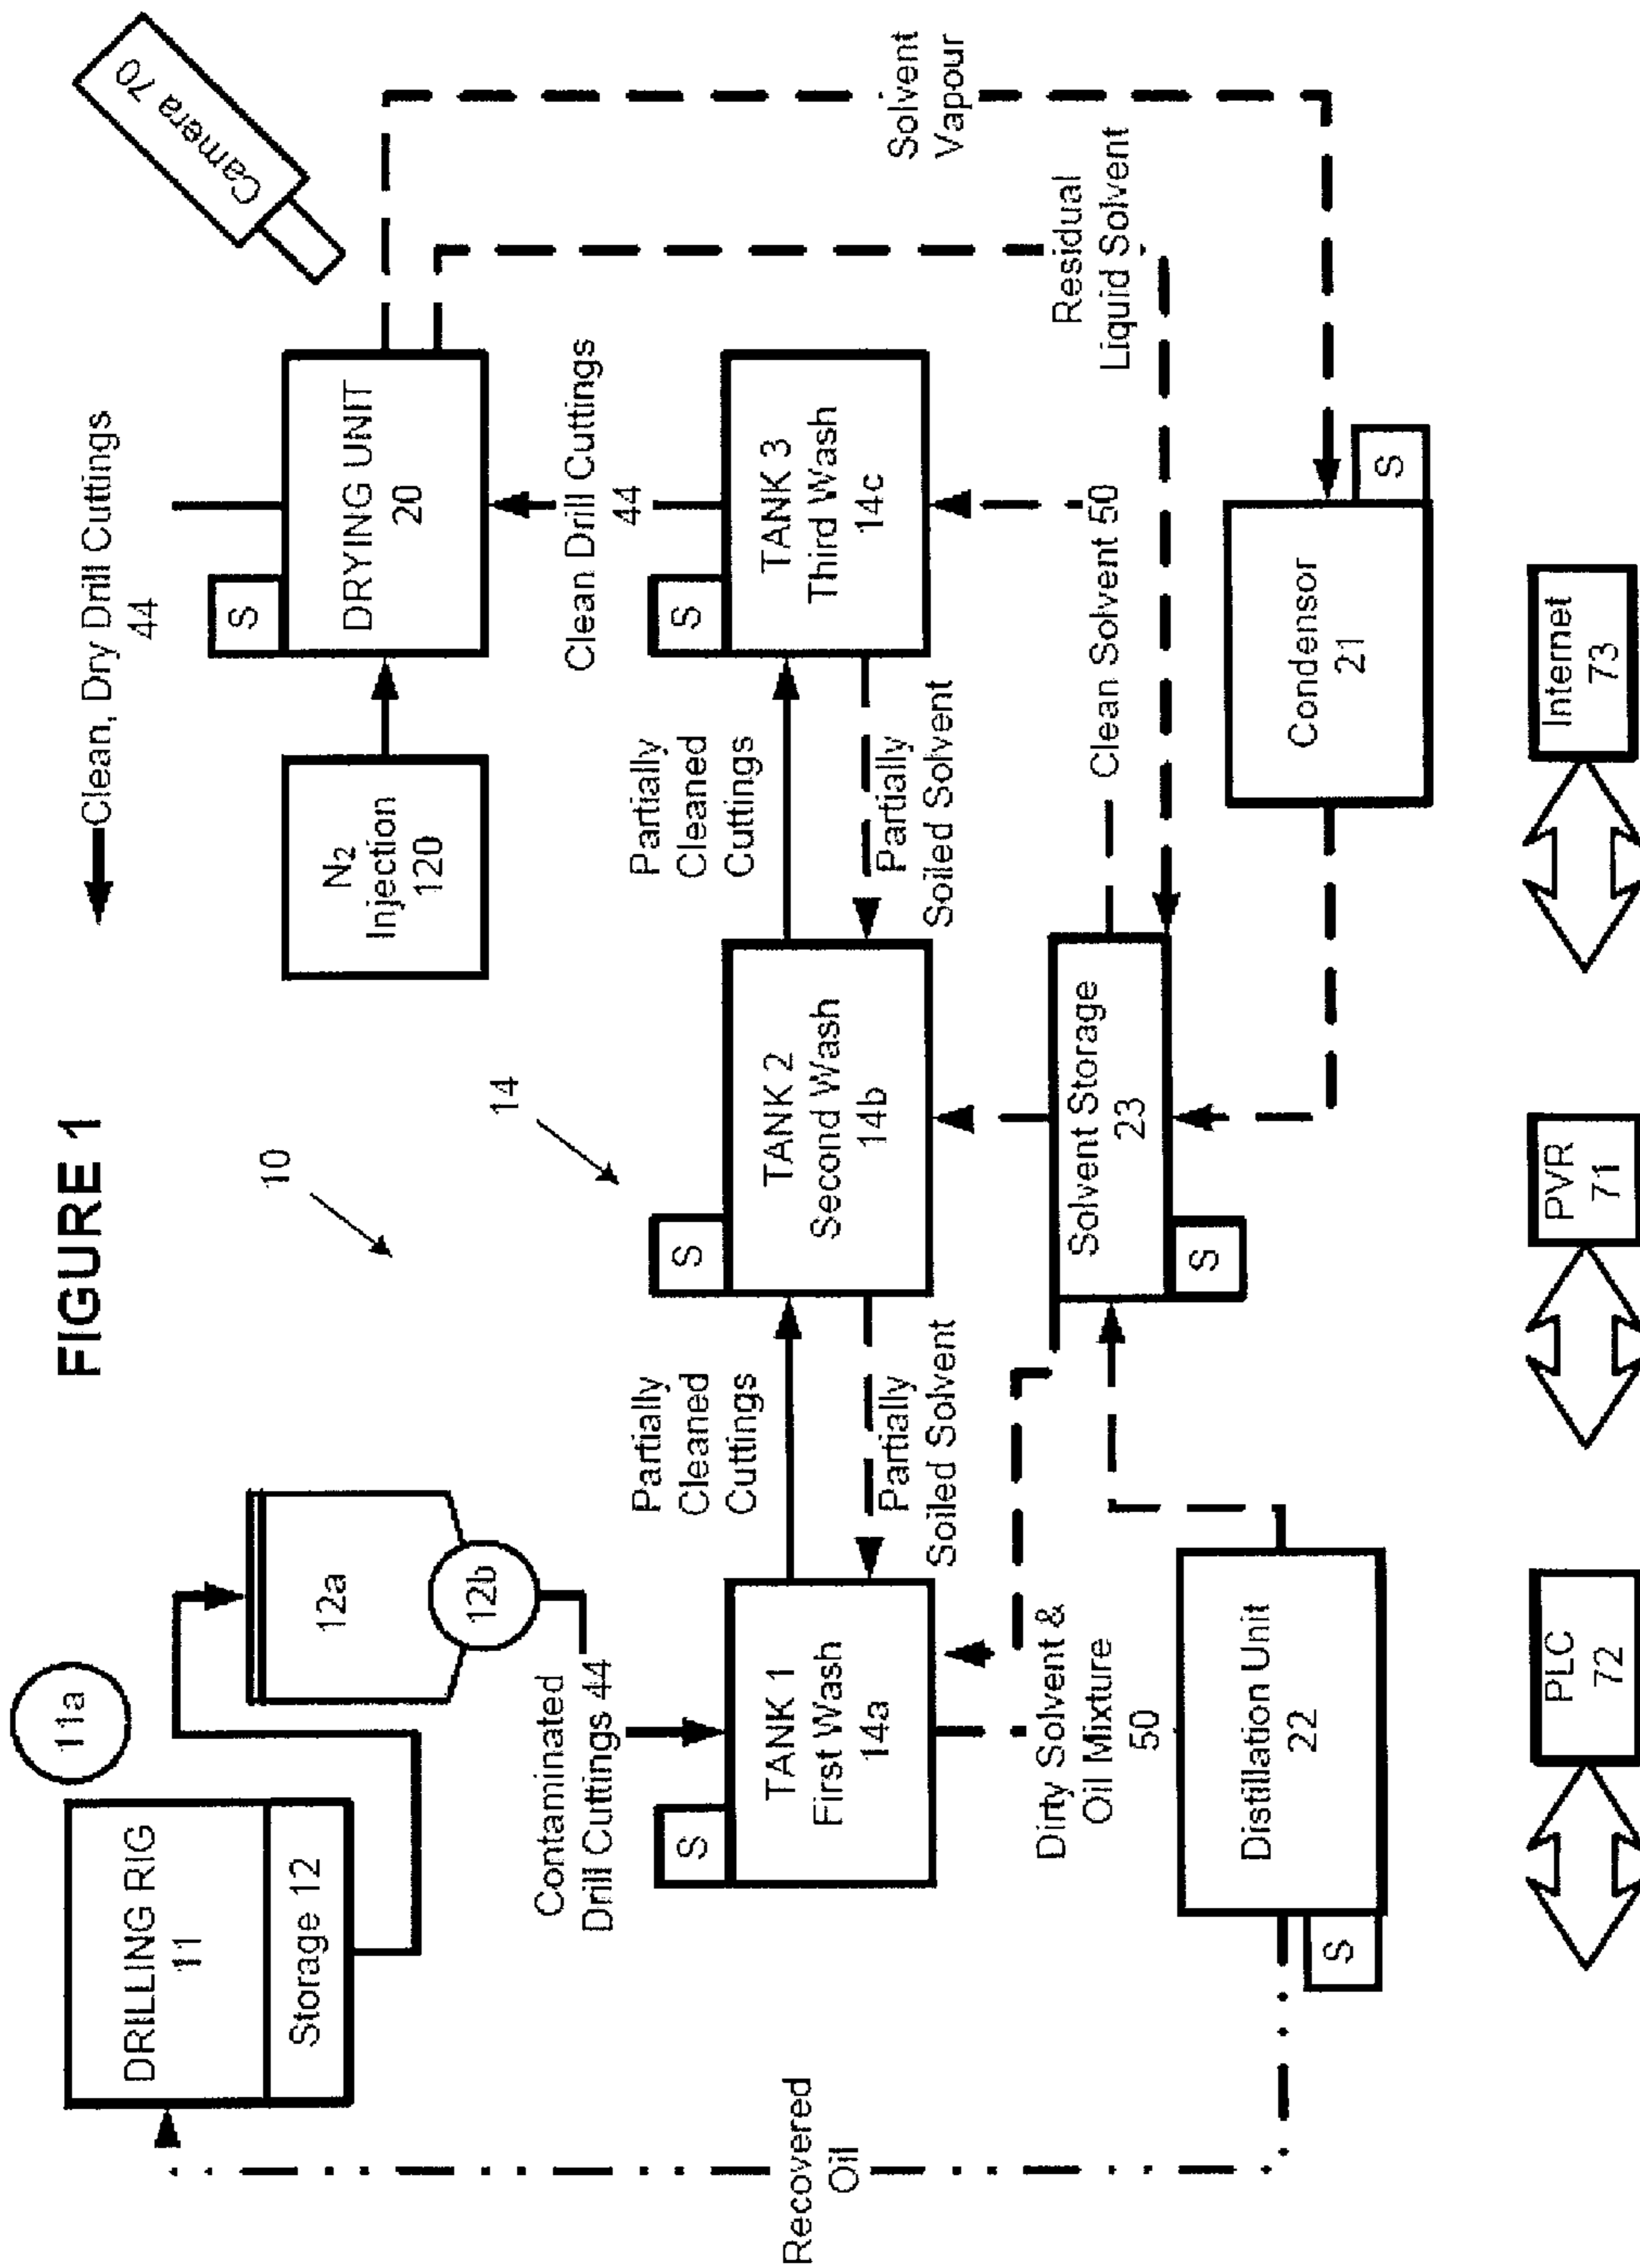 FIGURE 1
DRILLING RIG
11
Storage 12
11a
12a
12b
10
14
Clean, Dry Drill Cuttings
44
Camera 70
N2
Injection
120
S
DRYING UNIT
20
Contaminated
Drill Cuttings 44
Clean Drill Cuttings
44
S
TANK 1
First Wash
14a
Partially
Cleaned
Cuttings
Partially
Soiled Solvent
S
TANK 2
Second Wash
14b
Partially
Cleaned
Cuttings
Partially
Soiled Solvent
S
TANK 3
Third Wash
14c
Recovered
Oil
Dirty Solvent &
Oil Mixture
50
Solvent Storage
23
S
Clean Solvent 50
Residual
Liquid Solvent
Solvent
Vapour
Distillation Unit
22
S
Condensor
21
S
PLC
72
PVR
71
Internet
73